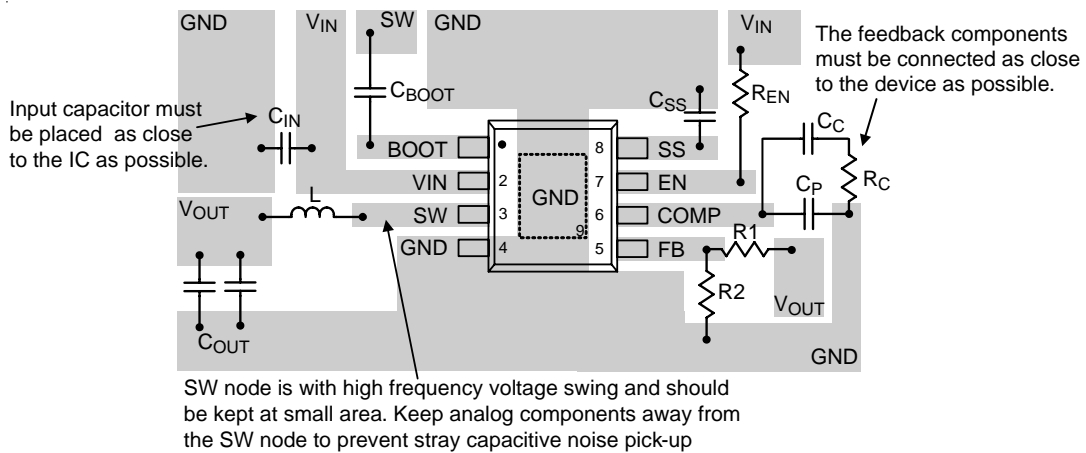 GND
VIN
SW
GND
VIN
The feedback components
must be connected as close
to the device as possible.
CBOOT
REN
CSS
Input capacitor must
be placed as close
to the IC as possible.
CIN
CC
BOOT
8
SS
RC
VIN
2
GND
7
EN
CP
L
VOUT
SW
3
6
COMP
GND
4
9
5
FB
R1
R2
VOUT
COUT
GND
SW node is with high frequency voltage swing and should
be kept at small area. Keep analog components away from
the SW node to prevent stray capacitive noise pick-up